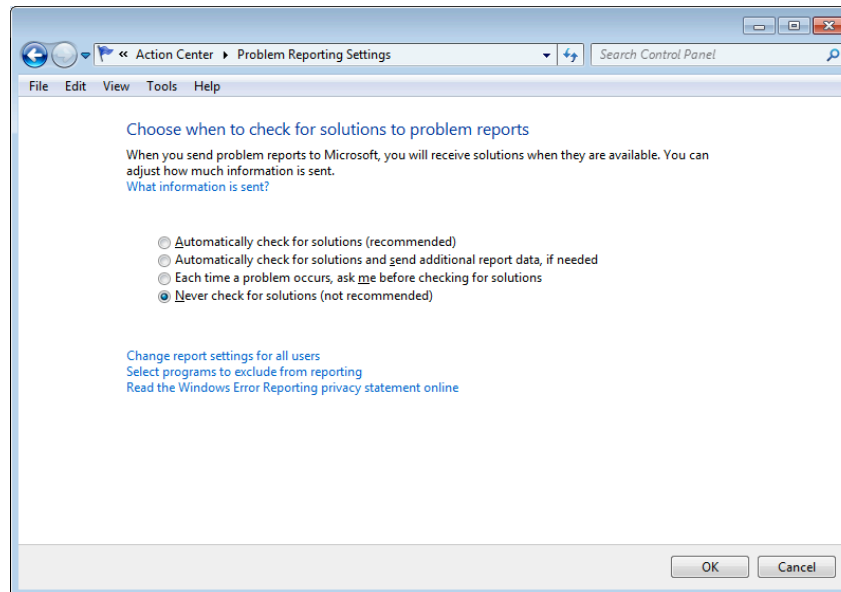 « Action Center ▸ Problem Reporting Settings
Search Control Panel
File Edit View Tools Help
Choose when to check for solutions to problem reports
When you send problem reports to Microsoft, you will receive solutions when they are available. You can
adjust how much information is sent.
What information is sent?
Automatically check for solutions (recommended)
Automatically check for solutions and send additional report data, if needed
Each time a problem occurs, ask me before checking for solutions
Never check for solutions (not recommended)
Change report settings for all users
Select programs to exclude from reporting
Read the Windows Error Reporting privacy statement online
OK Cancel